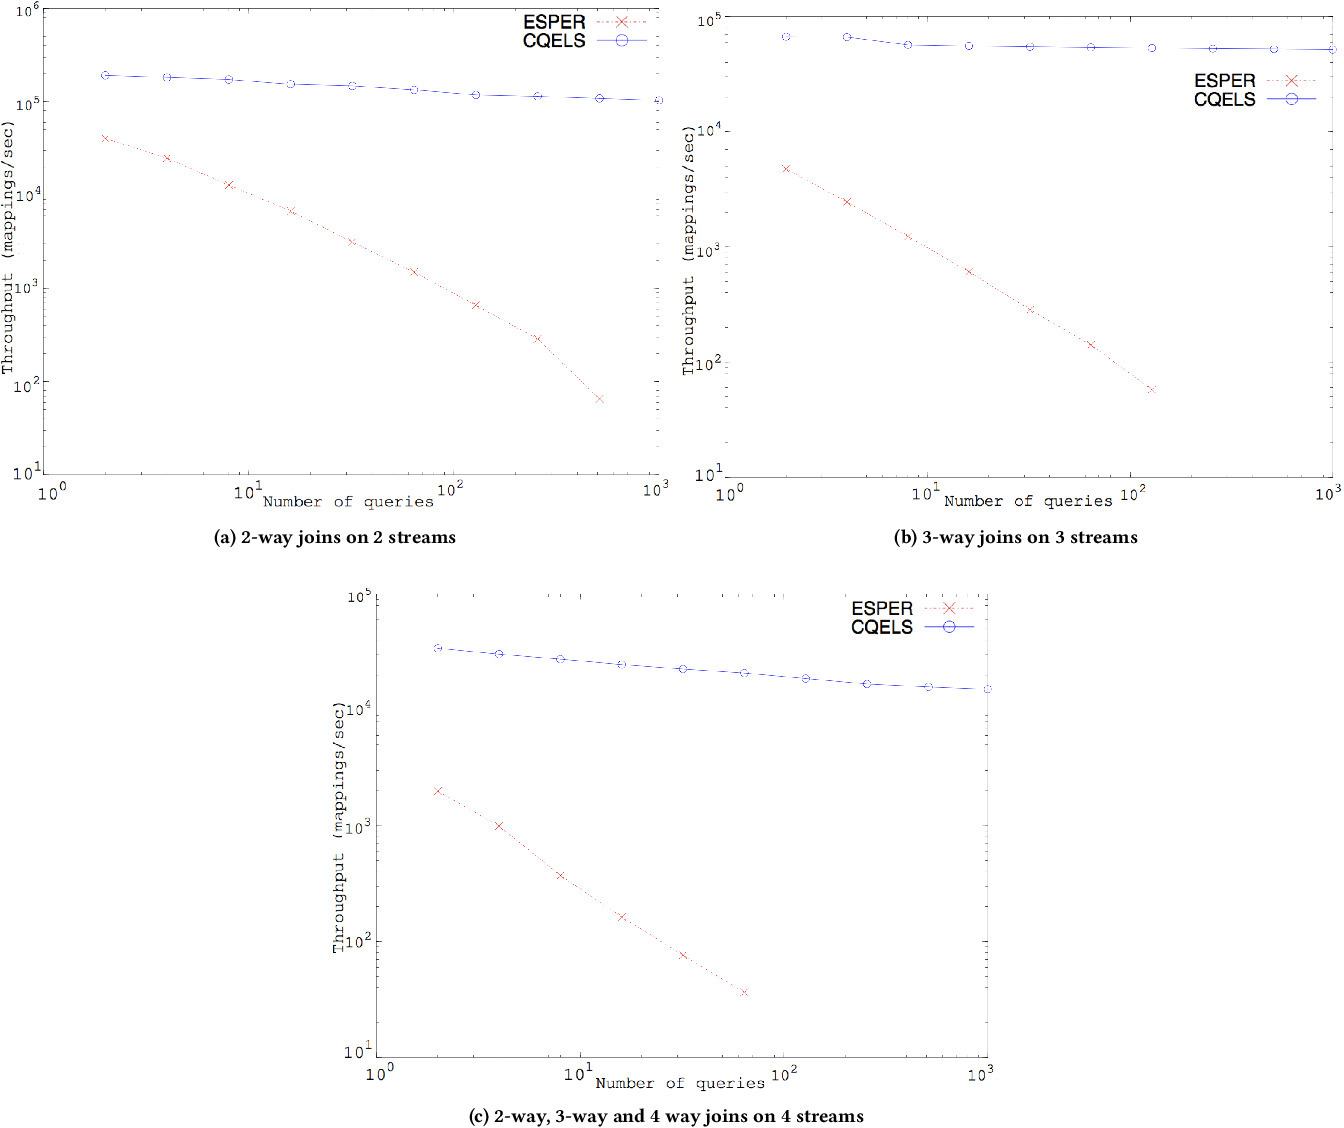 10^6
ESPER
CQELS
10^5
10^4
10^3
10^2
10^1
Throughput (mappings/sec)
10^0 10^1 10^2 10^3
Number of queries
(a) 2-way joins on 2 streams
10^5
ESPER
CQELS
10^4
10^3
10^2
10^1
Throughput (mappings/sec)
10^0 10^1 10^2 10^3
Number of queries
(b) 3-way joins on 3 streams
10^5
ESPER
CQELS
10^4
10^3
10^2
10^1
Throughput (mappings/sec)
10^0 10^1 10^2 10^3
Number of queries
(c) 2-way, 3-way and 4 way joins on 4 streams